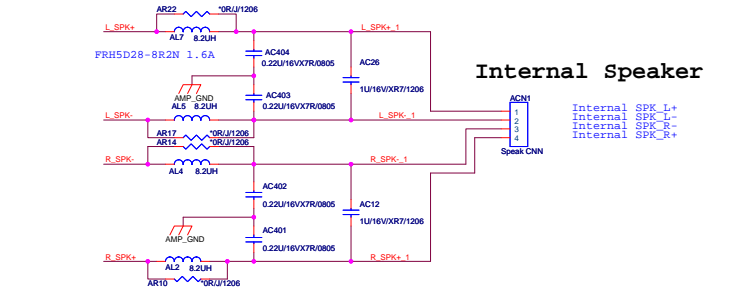 AR22 *0R/J/1206
L_SPK+ L_SPK+_1
AL7 8.2UH
FRH5D28-8R2N 1.6A
AC404
0.22U/16VX7R/0805
AC26
1U/16V/XR7/1206
Internal Speaker
AMP_GND
AC403
0.22U/16VX7R/0805
AL5 8.2UH
L_SPK- L_SPK-_1
ACN1
1
2
3
4
Speak CNN
Internal SPK_L+
Internal SPK_L-
Internal SPK_R-
Internal SPK_R+
AR17 *0R/J/1206
AR14 *0R/J/1206
R_SPK- R_SPK-_1
AL4 8.2UH
AC402
0.22U/16VX7R/0805
AC12
1U/16V/XR7/1206
AMP_GND
AC401
0.22U/16VX7R/0805
R_SPK+ R_SPK+_1
AL2 8.2UH
AR10 *0R/J/1206